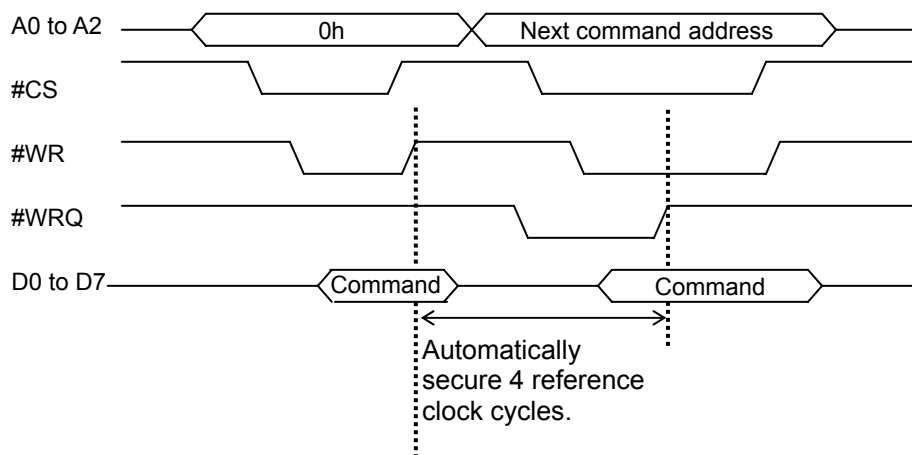 A0 to A2
0h
Next command address
#CS
#WR
#WRQ
D0 to D7
Command
Command
Automatically
secure 4 reference
clock cycles.